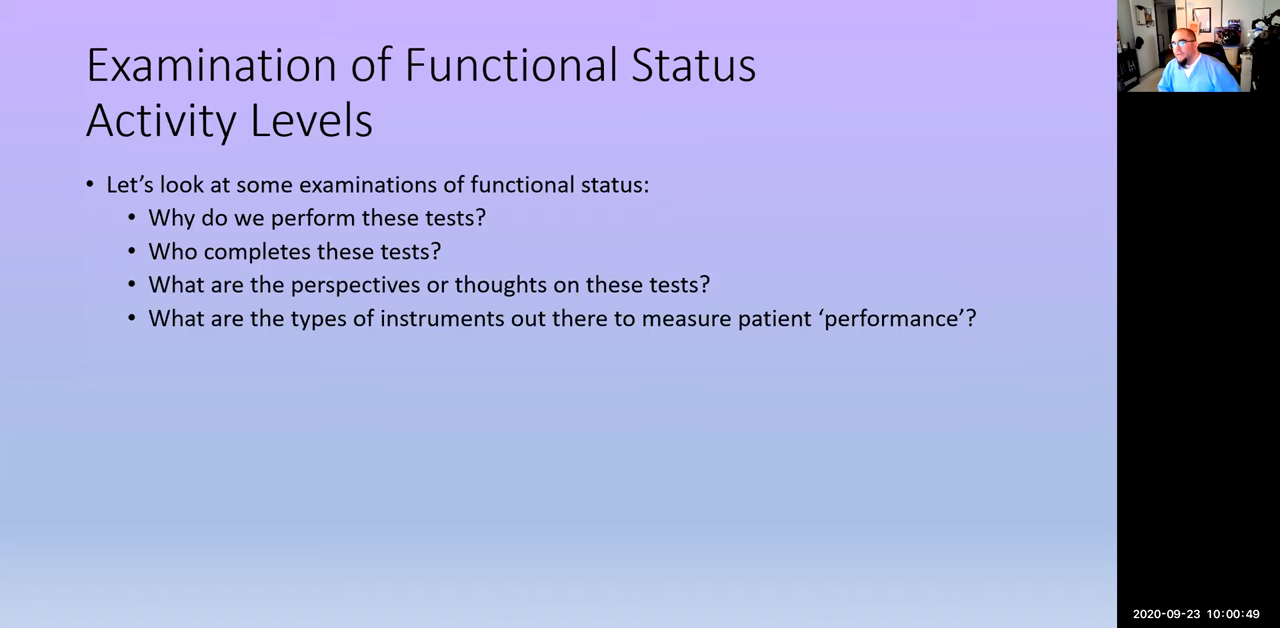 Examination of Functional Status
Activity Levels
• Let’s look at some examinations of functional status:
• Why do we perform these tests?
• Who completes these tests?
• What are the perspectives or thoughts on these tests?
• What are the types of instruments out there to measure patient ‘performance’?
2020-09-23 10:00:49